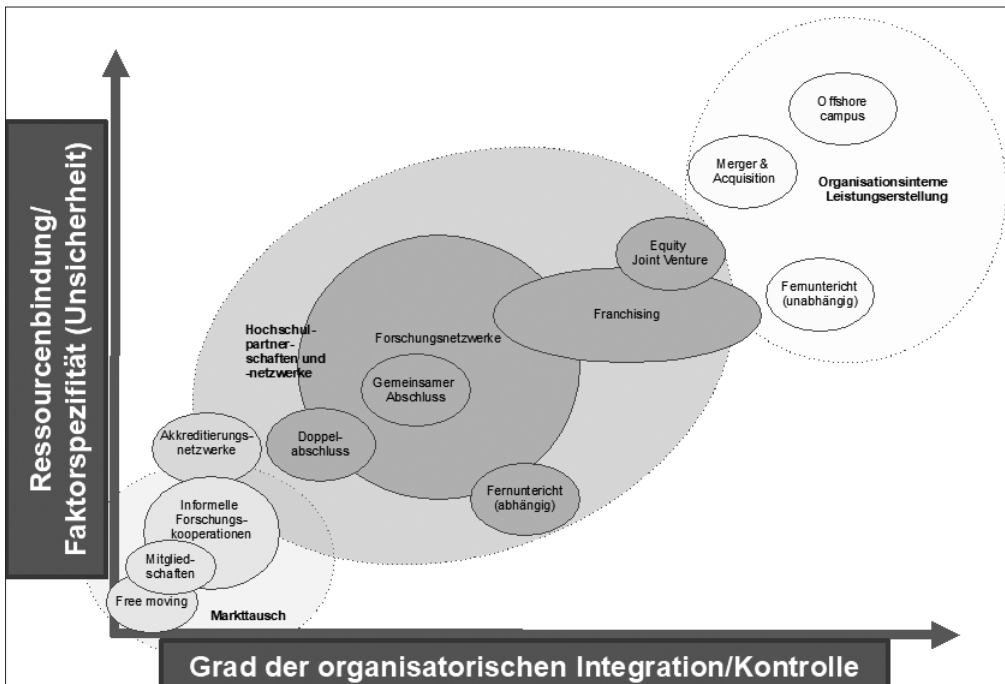 Ressourcenbindung/
Faktorspezifität (Unsicherheit)
Offshore
campus
Merger &
Acquisition
Organisationsinterne
Leistungserstellung
Equity
Joint Venture
Fernunterricht
(unabhängig)
Franchising
Hochschul-
partner-
schaften und
-netzwerke
Forschungsnetzwerke
Gemeinsamer
Abschluss
Akkreditierungs-
netzwerke
Doppel-
abschluss
Fernunterricht
(abhängig)
Informelle
Forschungs-
kooperationen
Mitglied-
schaften
Free moving
Markttausch
Grad der organisatorischen Integration/Kontrolle